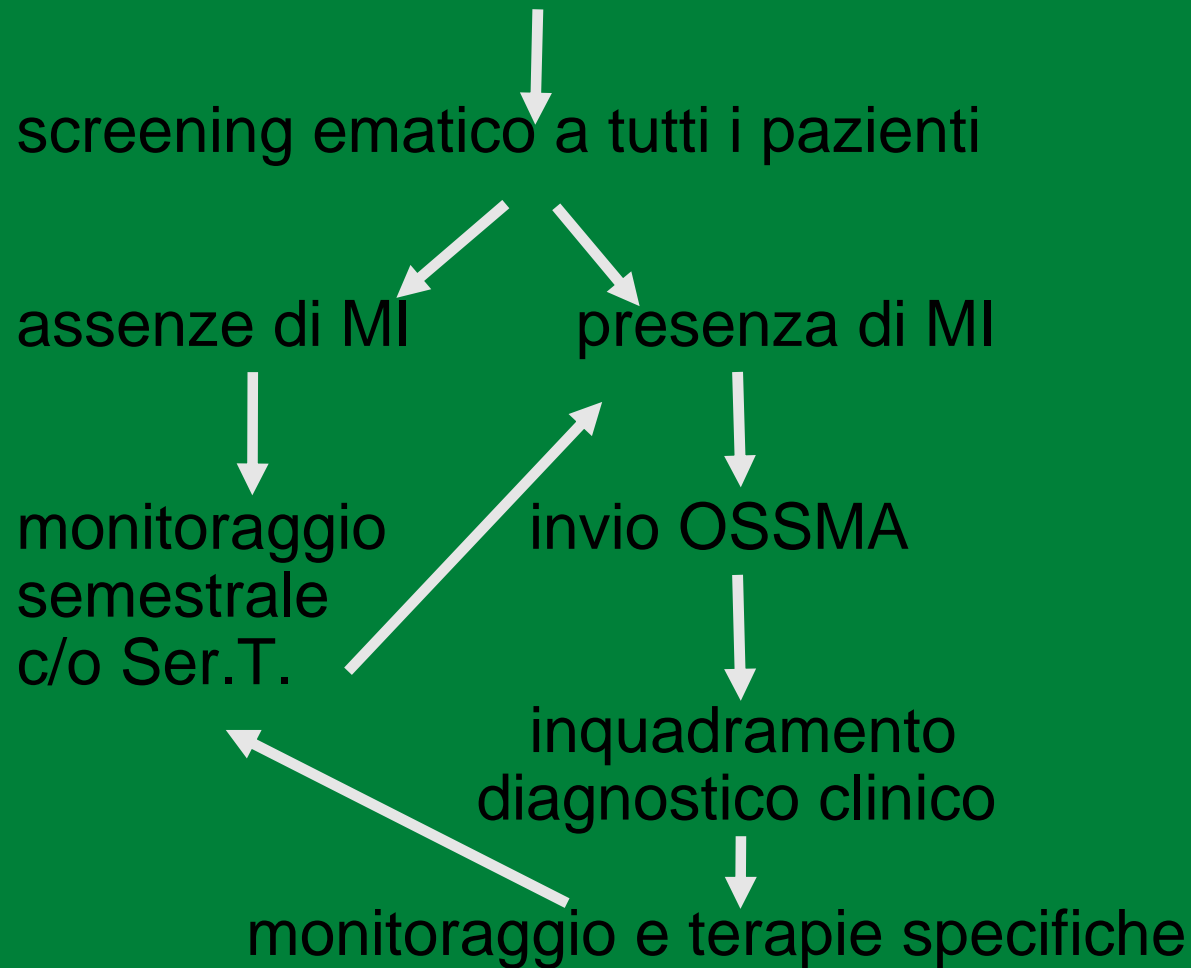 screening ematico a tutti i pazienti
assenze di MI
presenza di MI
monitoraggio
semestrale
c/o Ser.T.
invio OSSMA
inquadramento
diagnostico clinico
monitoraggio e terapie specifiche